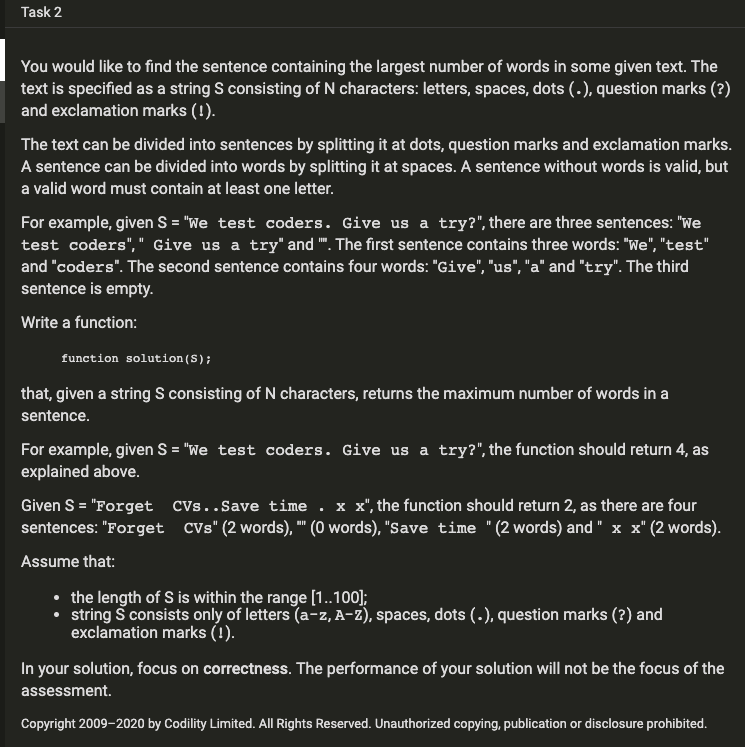 Task 2
You would like to find the sentence containing the largest number of words in some given text. The
text is specified as a string S consisting of N characters: letters, spaces, dots (.), question marks (?)
and exclamation marks (!).
The text can be divided into sentences by splitting it at dots, question marks and exclamation marks.
A sentence can be divided into words by splitting it at spaces. A sentence without words is valid, but
a valid word must contain at least one letter.
For example, given S = "We test coders. Give us a try?", there are three sentences: "We
test coders", " Give us a try" and "". The first sentence contains three words: "We", "test"
and "coders". The second sentence contains four words: "Give", "us", "a" and "try". The third
sentence is empty.
Write a function:
function solution(S);
that, given a string S consisting of N characters, returns the maximum number of words in a
sentence.
For example, given S = "We test coders. Give us a try?", the function should return 4, as
explained above.
Given S = "Forget  CVs..Save time . x x", the function should return 2, as there are four
sentences: "Forget  CVs" (2 words), "" (0 words), "Save time " (2 words) and " x x" (2 words).
Assume that:
• the length of S is within the range [1..100];
• string S consists only of letters (a-z, A-Z), spaces, dots (.), question marks (?) and
exclamation marks (!).
In your solution, focus on correctness. The performance of your solution will not be the focus of the
assessment.
Copyright 2009–2020 by Codility Limited. All Rights Reserved. Unauthorized copying, publication or disclosure prohibited.